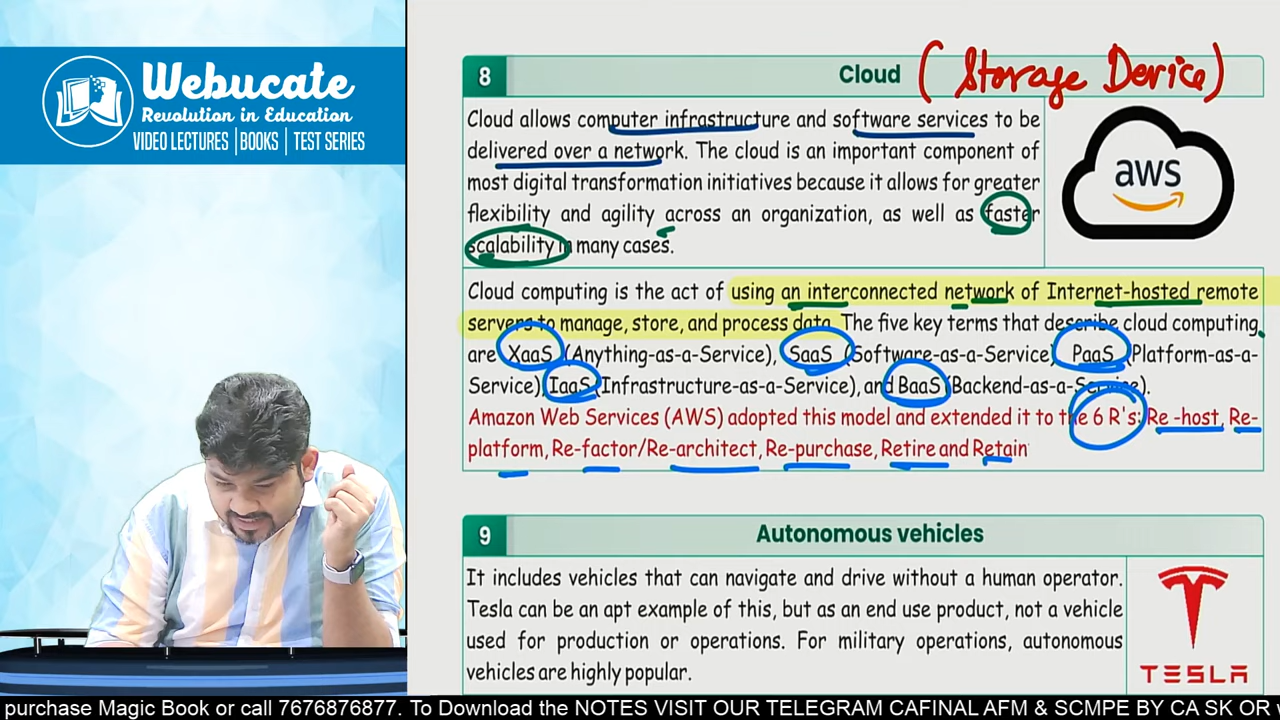 Webucate
Revolution in Education
VIDEO LECTURES | BOOKS | TEST SERIES
8
Cloud (Storage Device)
Cloud allows computer infrastructure and software services to be
delivered over a network. The cloud is an important component of
most digital transformation initiatives because it allows for greater
flexibility and agility across an organization, as well as faster
scalability in many cases.
aws
Cloud computing is the act of using an interconnected network of Internet-hosted remote
servers to manage, store, and process data. The five key terms that describe cloud computing
are XaaS (Anything-as-a-Service), SaaS (Software-as-a-Service) PaaS (Platform-as-a-
Service), IaaS (Infrastructure-as-a-Service), and BaaS (Backend-as-a-Service).
Amazon Web Services (AWS) adopted this model and extended it to the 6 R's: Re -host, Re-
platform, Re-factor/Re-architect, Re-purchase, Retire and Retain
9
Autonomous vehicles
It includes vehicles that can navigate and drive without a human operator.
Tesla can be an apt example of this, but as an end use product, not a vehicle
used for production or operations. For military operations, autonomous
vehicles are highly popular.
TESLA
purchase Magic Book or call 7676876877. To Download the NOTES VISIT OUR TELEGRAM CAFINAL AFM & SCMPE BY CA SK OR